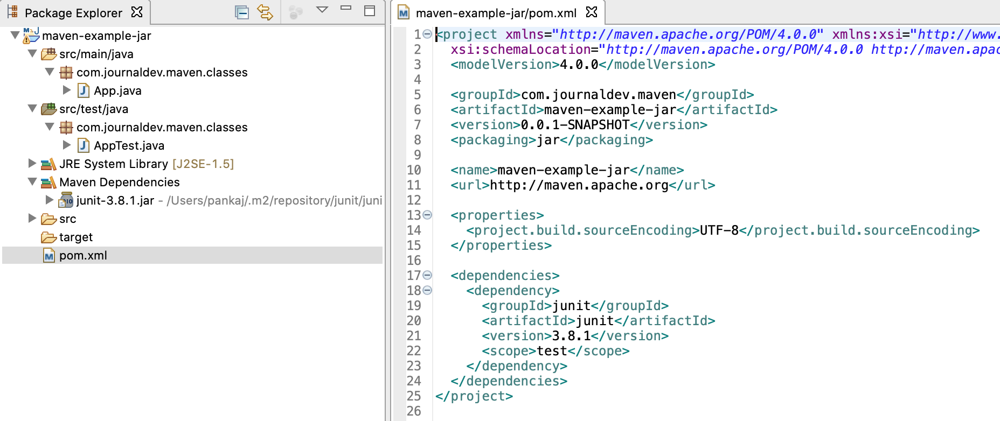 Package Explorer
maven-example-jar
src/main/java
com.journaldev.maven.classes
App.java
src/test/java
com.journaldev.maven.classes
AppTest.java
JRE System Library [J2SE-1.5]
Maven Dependencies
junit-3.8.1.jar - /Users/pankaj/.m2/repository/junit/juni
src
target
pom.xml
maven-example-jar/pom.xml
1 <project xmlns="http://maven.apache.org/POM/4.0.0" xmlns:xsi="http://www.
2 xsi:schemaLocation="http://maven.apache.org/POM/4.0.0 http://maven.apac
3 <modelVersion>4.0.0</modelVersion>
4
5 <groupId>com.journaldev.maven</groupId>
6 <artifactId>maven-example-jar</artifactId>
7 <version>0.0.1-SNAPSHOT</version>
8 <packaging>jar</packaging>
9
10 <name>maven-example-jar</name>
11 <url>http://maven.apache.org</url>
12
13 <properties>
14 <project.build.sourceEncoding>UTF-8</project.build.sourceEncoding>
15 </properties>
16
17 <dependencies>
18 <dependency>
19 <groupId>junit</groupId>
20 <artifactId>junit</artifactId>
21 <version>3.8.1</version>
22 <scope>test</scope>
23 </dependency>
24 </dependencies>
25 </project>
26